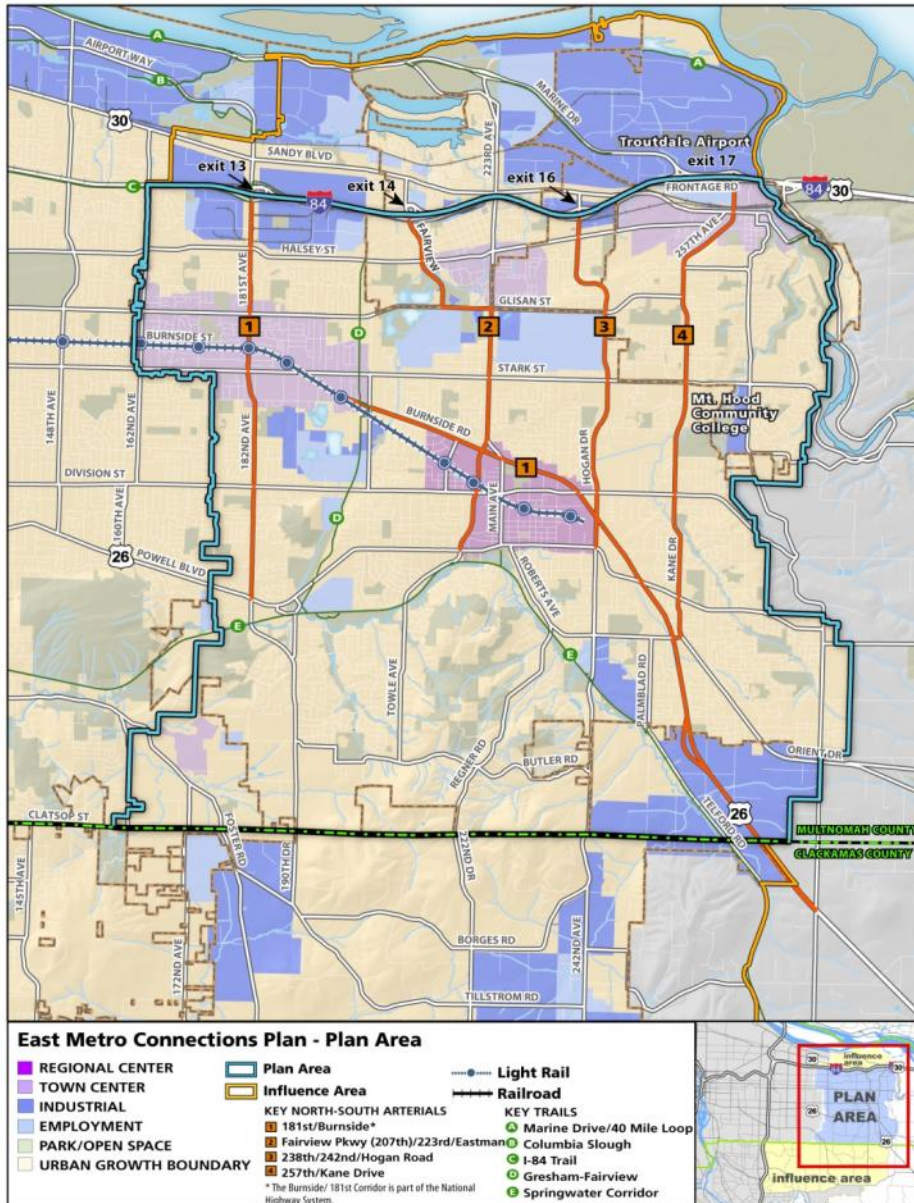 A
AIRPORT WAY
B
30
223RD AVE
MARINE DR
A
SANDY BLVD
Troutdale Airport
exit 13
exit 14
exit 16
exit 17
C
84
FRONTAGE RD
84
30
FAIRVIEW
257TH AVE
HALSEY ST
181ST AVE
GLISAN ST
1
2
3
4
BURNSIDE ST
D
STARK ST
148TH AVE
162ND AVE
182ND AVE
BURNSIDE RD
HOGAN DR
Mt. Hood
Community
College
1
DIVISION ST
MAIN AVE
160TH AVE
D
26
POWELL BLVD
KANE DR
ROBERTS AVE
E
E
TOWLE AVE
PALMBLAD RD
REGNER RD
BUTLER RD
ORIENT DR
TELFORD RD
26
CLATSOP ST
MULTNOMAH COUNTY
CLACKAMAS COUNTY
FOSTER RD
190TH DR
222ND DR
145TH AVE
172ND AVE
BORGES RD
242ND AVE
TILLSTROM RD
East Metro Connections Plan - Plan Area
REGIONAL CENTER
TOWN CENTER
INDUSTRIAL
EMPLOYMENT
PARK/OPEN SPACE
URBAN GROWTH BOUNDARY
Plan Area
Influence Area
KEY NORTH-SOUTH ARTERIALS
1 181st/Burnside*
2 Fairview Pkwy (207th)/223rd/Eastman
3 238th/242nd/Hogan Road
4 257th/Kane Drive
* The Burnside/ 181st Corridor is part of the National
Highway System.
Light Rail
Railroad
KEY TRAILS
A Marine Drive/40 Mile Loop
B Columbia Slough
C I-84 Trail
D Gresham-Fairview
E Springwater Corridor
30
influence
area
30
PLAN
AREA
26
26
influence area